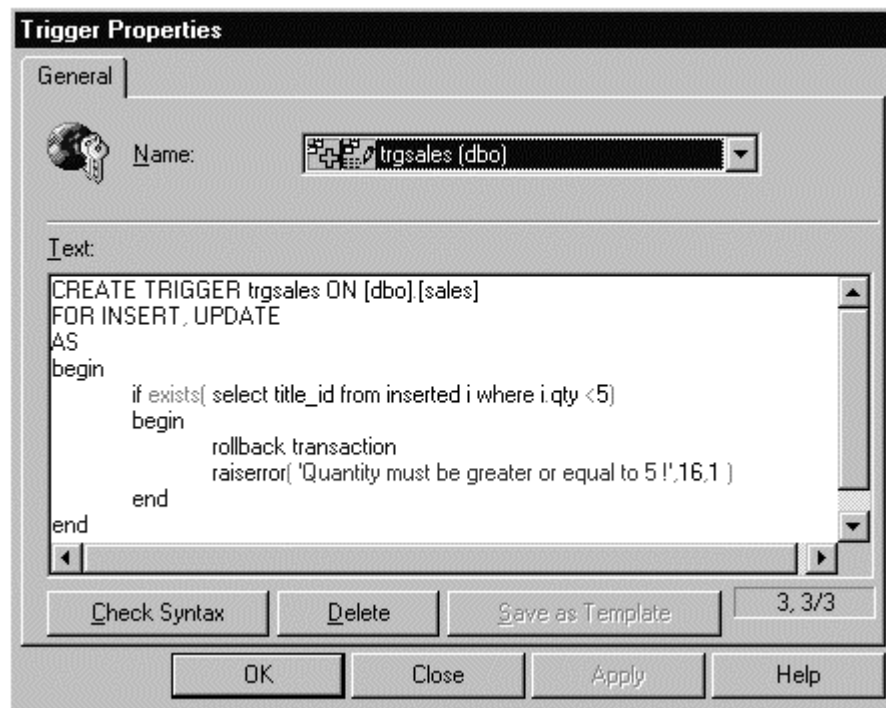 Trigger Properties
General
Name:
trgsales (dbo)
Text:
CREATE TRIGGER trgsales ON [dbo].[sales]
FOR INSERT, UPDATE
AS
begin
if exists( select title_id from inserted i where i.qty <5)
begin
rollback transaction
raiserror( 'Quantity must be greater or equal to 5 !',16,1 )
end
end
Check Syntax
Delete
Save as Template
3, 3/3
OK
Close
Apply
Help